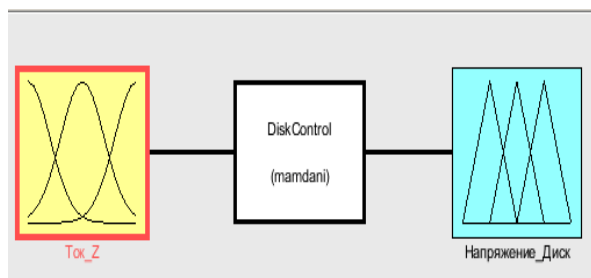 DiskControl
(mamdani)
Ток_Z
Напряжение_Диск